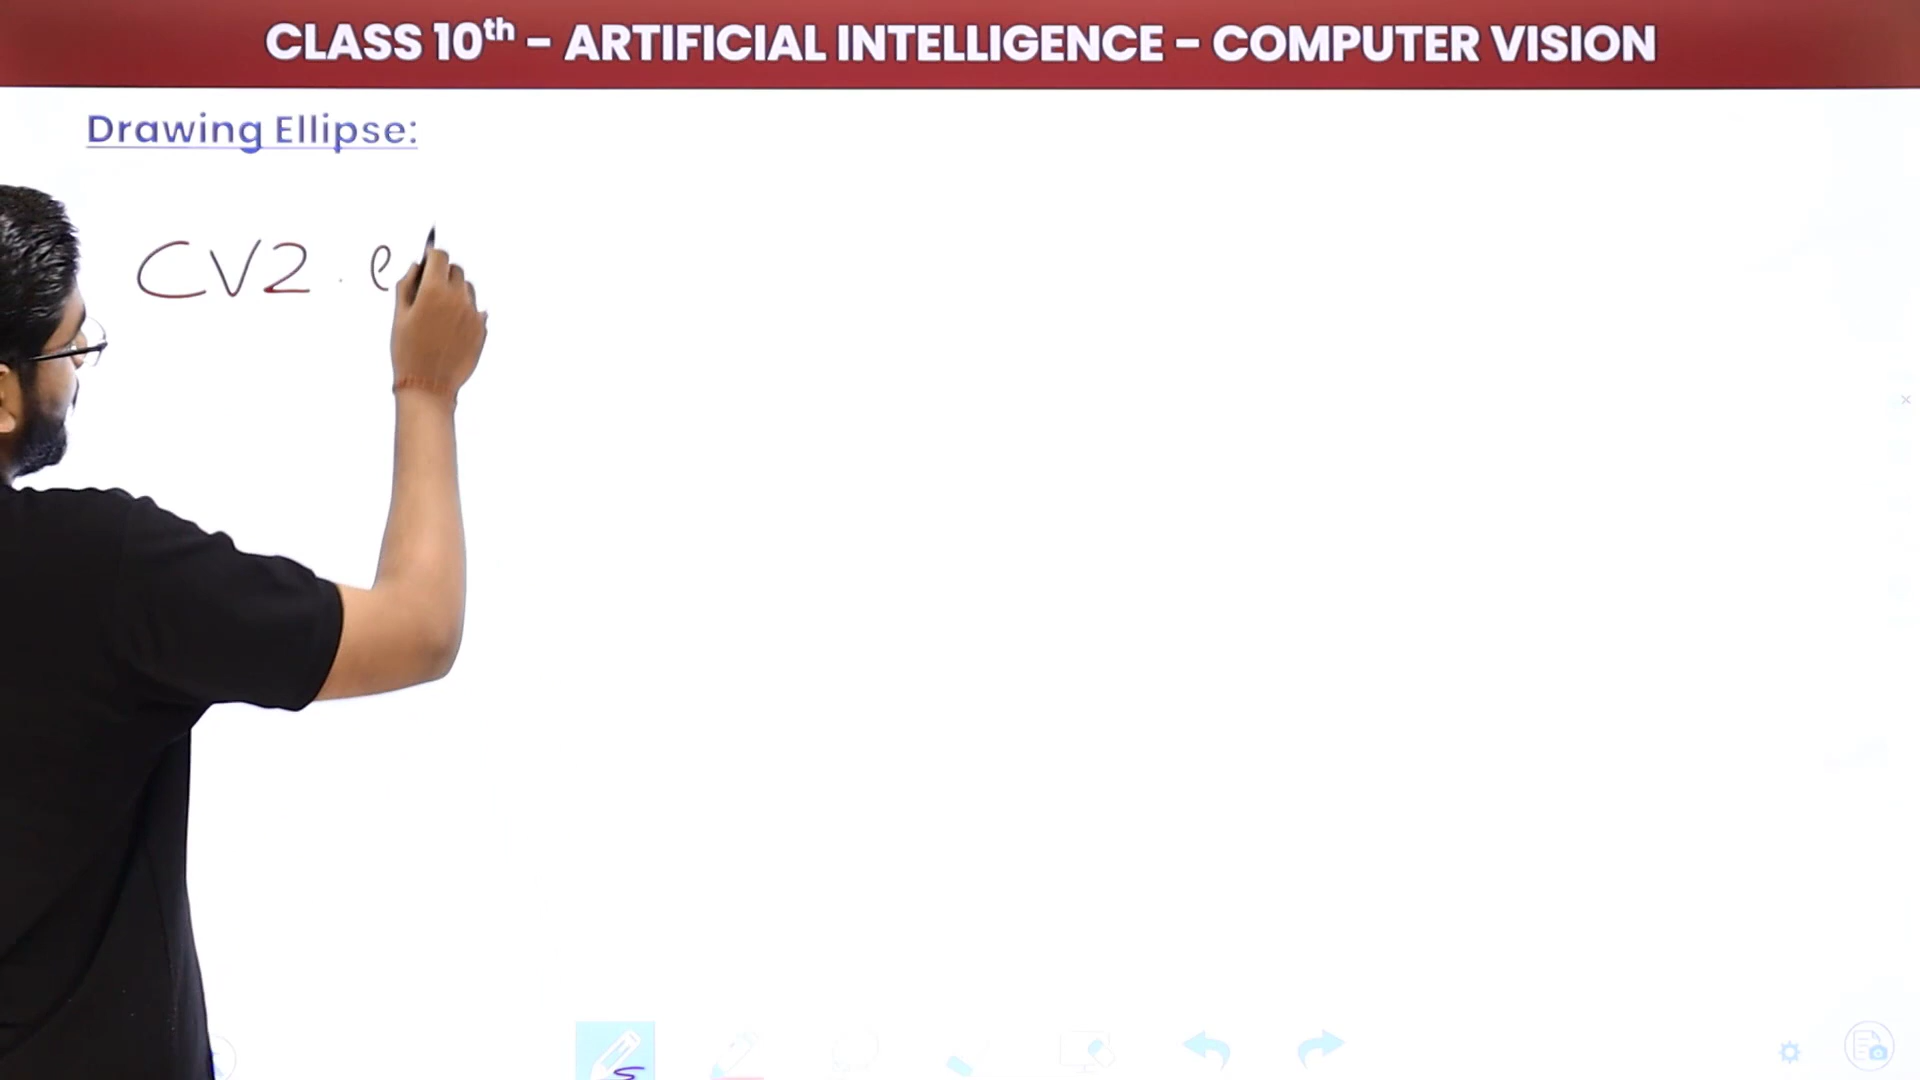 CLASS 10th - ARTIFICIAL INTELLIGENCE - COMPUTER VISION
Drawing Ellipse:
CV2. e